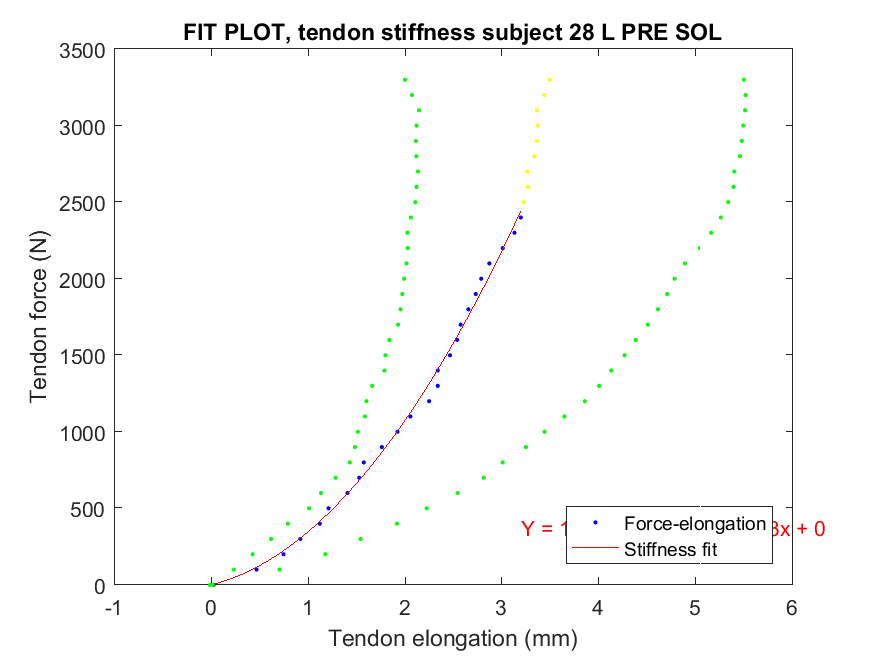 FIT PLOT, tendon stiffness subject 28 L PRE SOL
3500
3000
2500
2000
1500
1000
500
0
Tendon force (N)
-1 0 1 2 3 4 5 6
Tendon elongation (mm)
Y = 3x + 0
Force-elongation
Stiffness fit